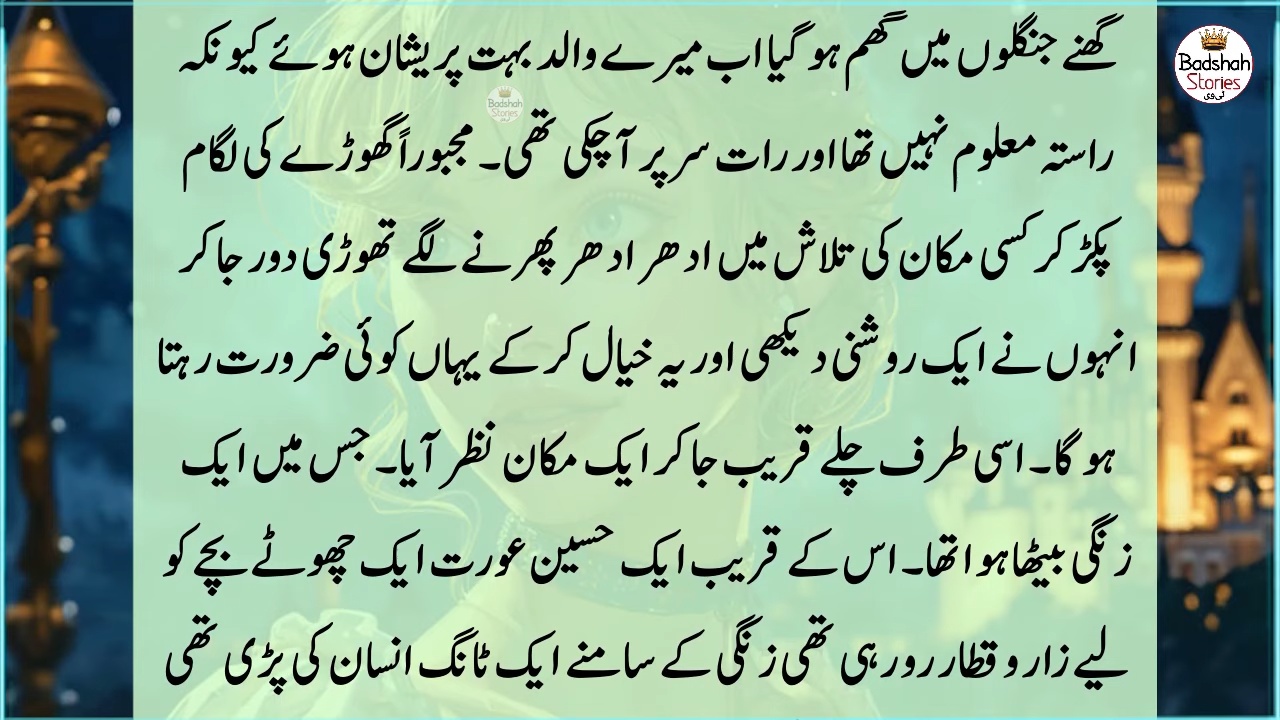 گھنے جنگلوں میں گھم ہو گیا اب میرے والد بہت پریشان ہوئے کیونکہ
راستہ معلوم نہیں تھا اور رات سر پر آچکی تھی۔ مجبوراً گھوڑے کی لگام
پکڑ کر کسی مکان کی تلاش میں ادھر ادھر پھرنے لگے تھوڑی دور جا کر
انہوں نے ایک روشنی دیکھی اور یہ خیال کر کے یہاں کوئی ضرورت رہتا
ہو گا۔ اسی طرف چلے قریب جا کر ایک مکان نظر آیا۔ جس میں ایک
زنگی بیٹھا ہوا تھا۔ اس کے قریب ایک حسین عورت ایک چھوٹے بچے کو
لیے زار و قطار رو رہی تھی زنگی کے سامنے ایک ٹانگ انسان کی پڑی تھی
Badshah
Stories
ٹی وی
Badshah
Stories